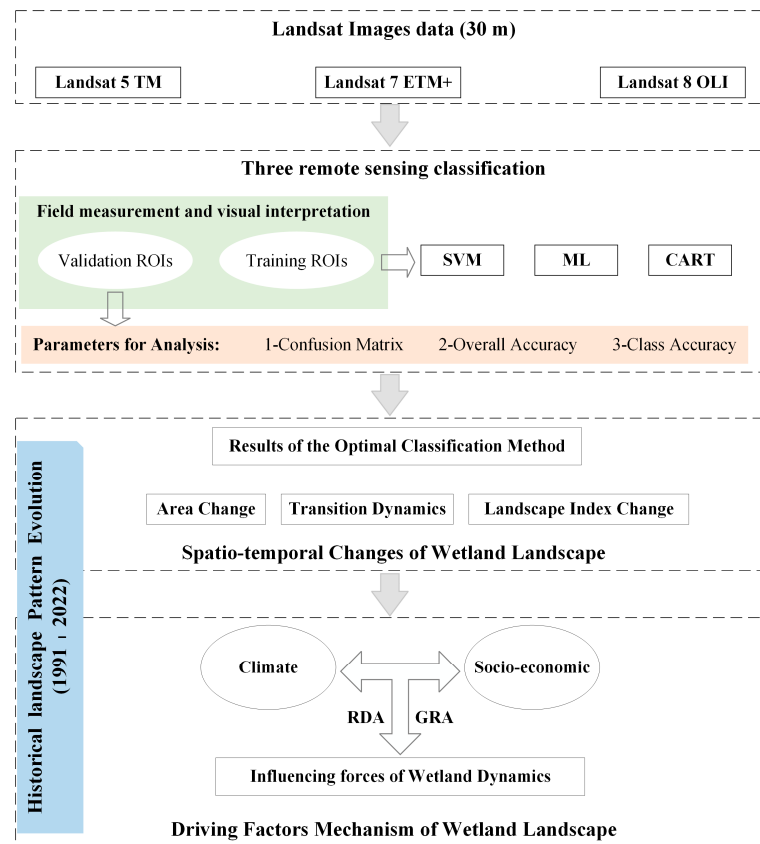 Landsat Images data (30 m)
Landsat 5 TM
Landsat 7 ETM+
Landsat 8 OLI
Three remote sensing classification
Field measurement and visual interpretation
Validation ROIs
Training ROIs
SVM
ML
CART
Parameters for Analysis:
1-Confusion Matrix
2-Overall Accuracy
3-Class Accuracy
Historical landscape Pattern Evolution
(1991 ı 2022)
Results of the Optimal Classification Method
Area Change
Transition Dynamics
Landscape Index Change
Spatio-temporal Changes of Wetland Landscape
Climate
Socio-economic
RDA
GRA
Influencing forces of Wetland Dynamics
Driving Factors Mechanism of Wetland Landscape